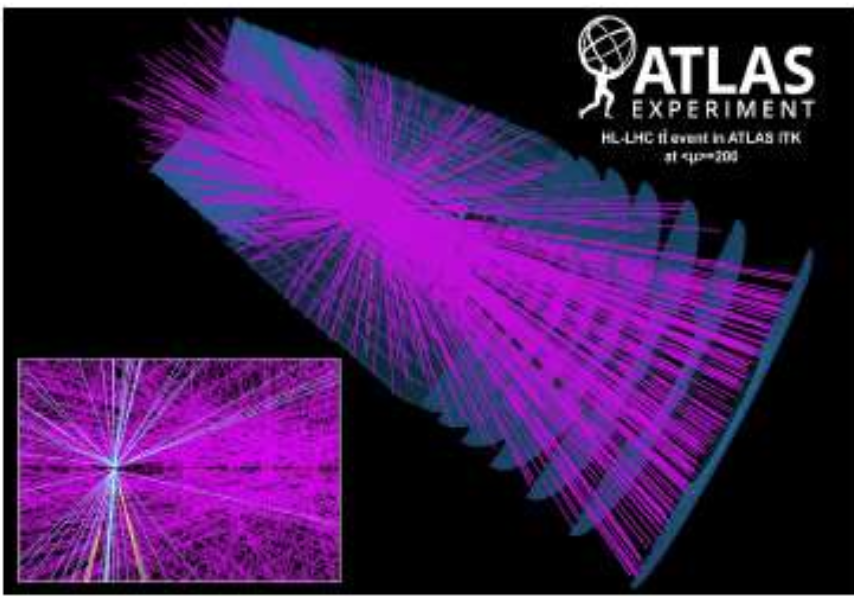 ATLAS
EXPERIMENT
HL-LHC tt̄ event in ATLAS ITK
at <μ>=200